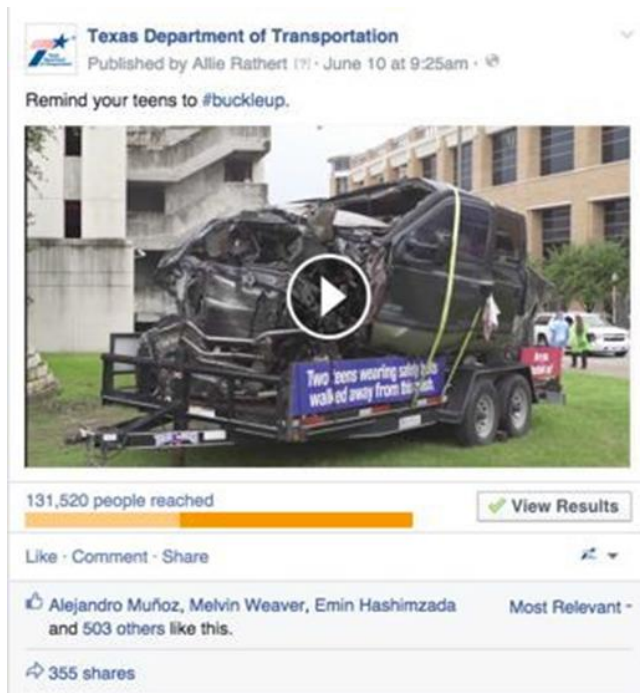 Texas Department of Transportation
Published by Allie Rathert [?] · June 10 at 9:25am ·
Remind your teens to #buckleup.
Two teens wearing safety belts
walked away from this crash.
131,520 people reached
View Results
Like · Comment · Share
Alejandro Muñoz, Melvin Weaver, Emin Hashimzada
Most Relevant
and 503 others like this.
355 shares